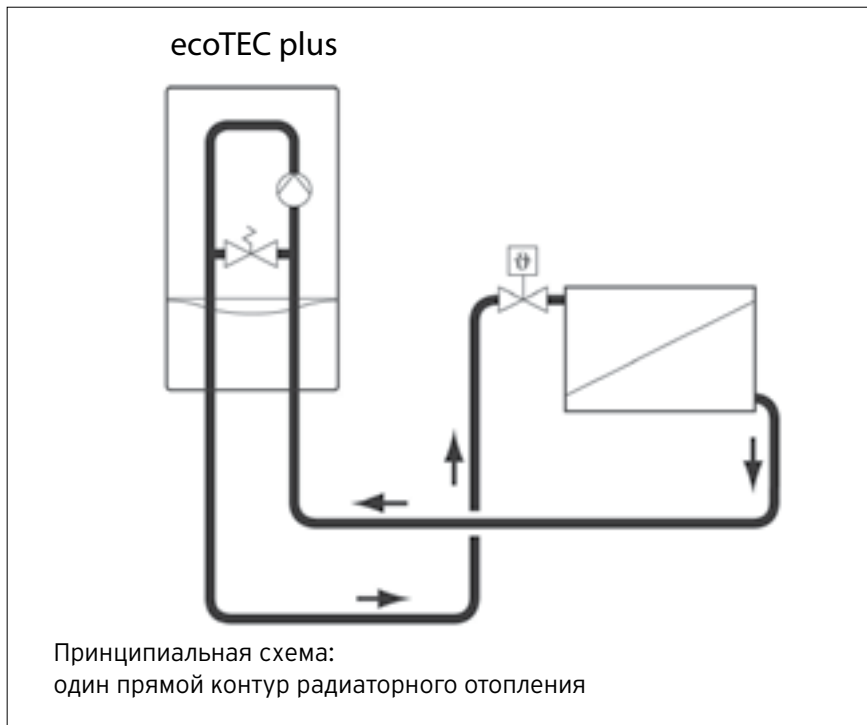 ecoTEC plus
ϑ
Принципиальная схема:
один прямой контур радиаторного отопления